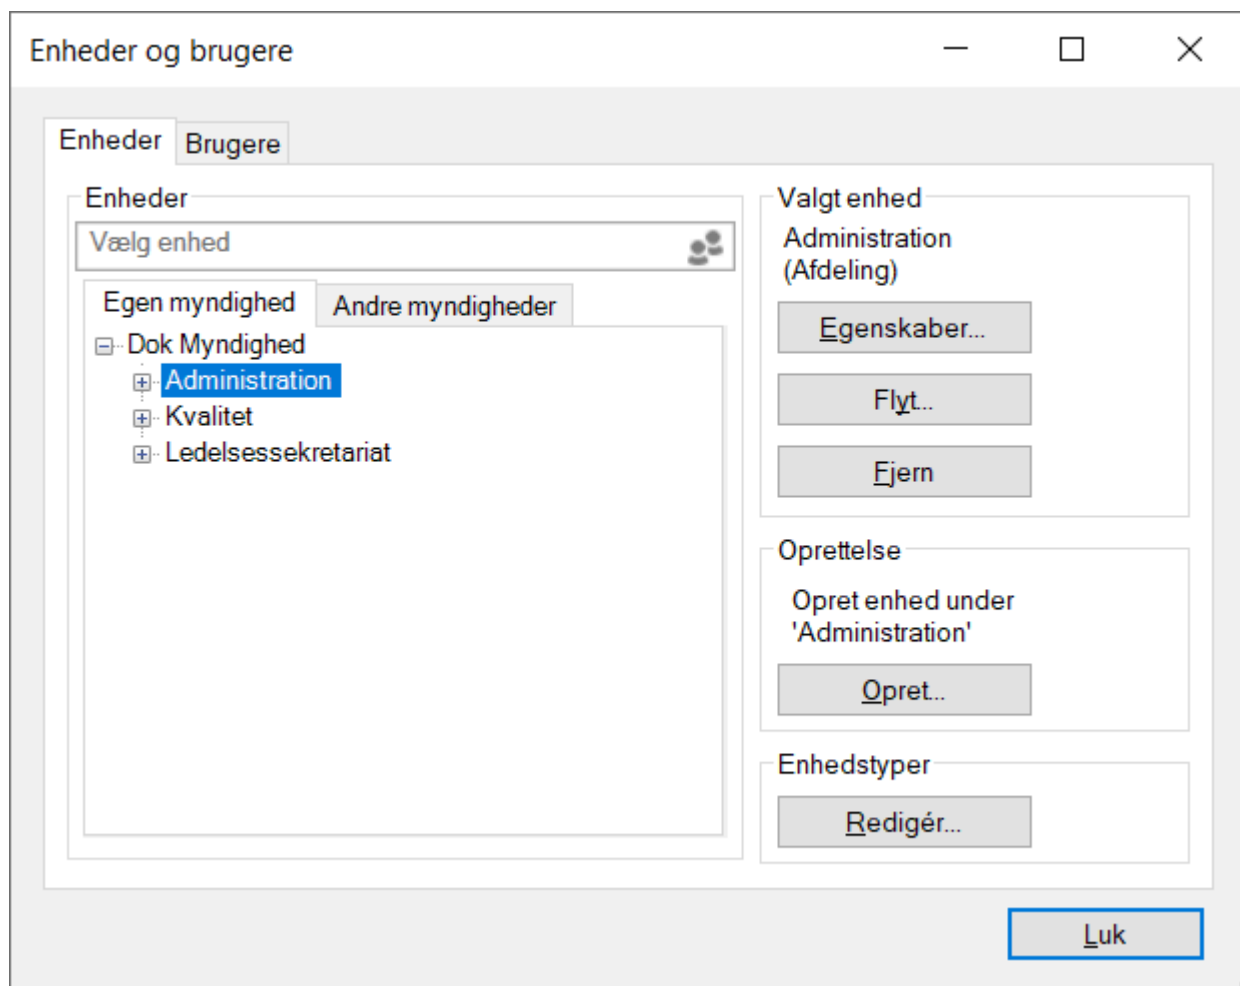 Enheder og brugere
Enheder
Brugere
Enheder
Vælg enhed
Egen myndighed
Andre myndigheder
Dok Myndighed
Administration
Kvalitet
Ledelsessekretariat
Valgt enhed
Administration
(Afdeling)
Egenskaber...
Flyt...
Fjern
Oprettelse
Opret enhed under
'Administration'
Opret...
Enhedstyper
Redigér...
Luk